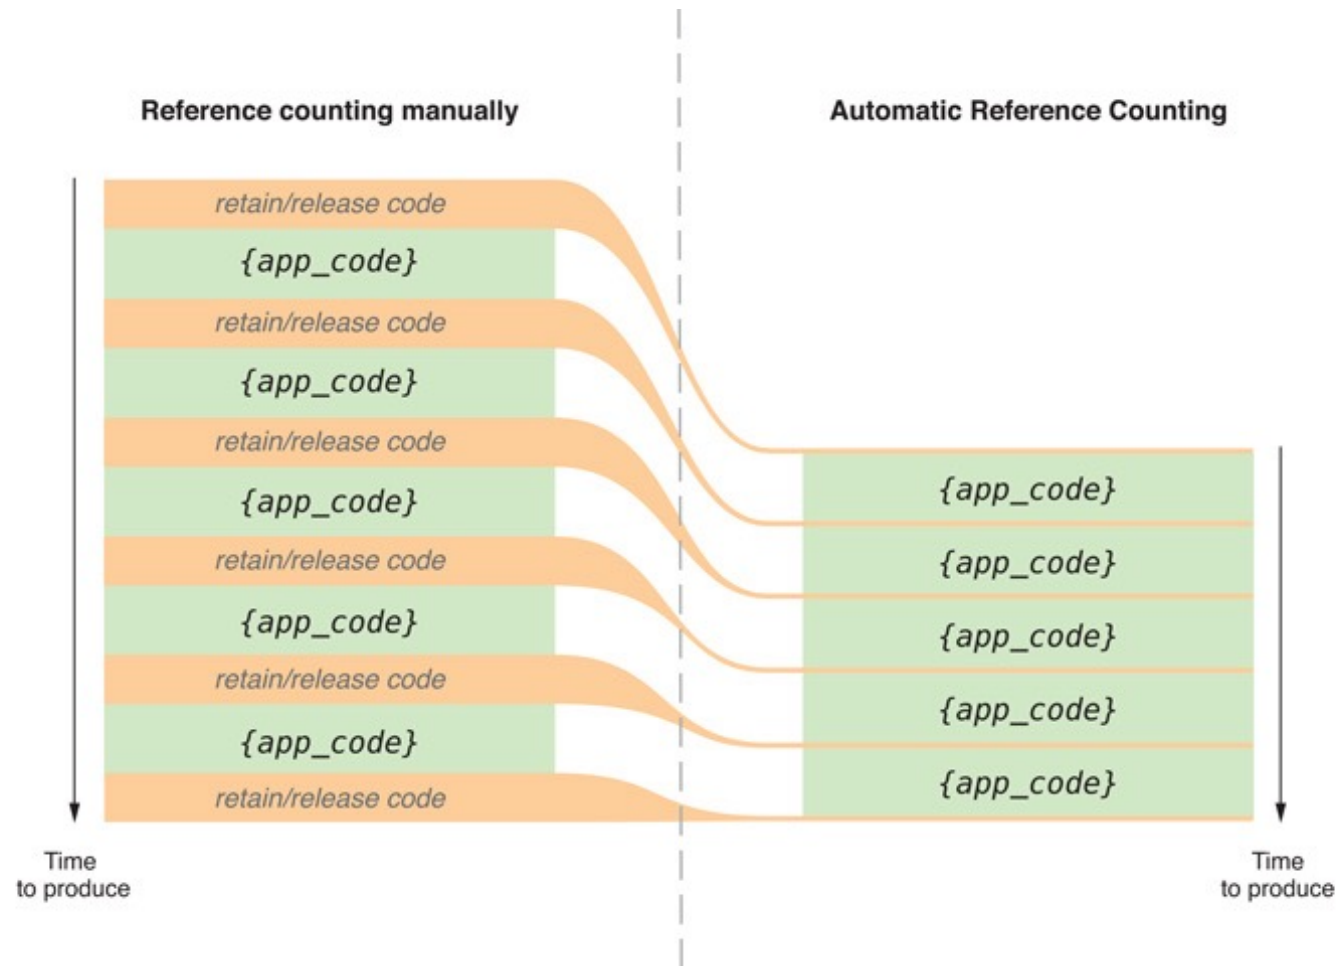 Reference counting manually
Automatic Reference Counting
retain/release code
{app_code}
retain/release code
{app_code}
retain/release code
{app_code}
retain/release code
{app_code}
retain/release code
{app_code}
retain/release code
{app_code}
{app_code}
{app_code}
{app_code}
{app_code}
Time
to produce
Time
to produce